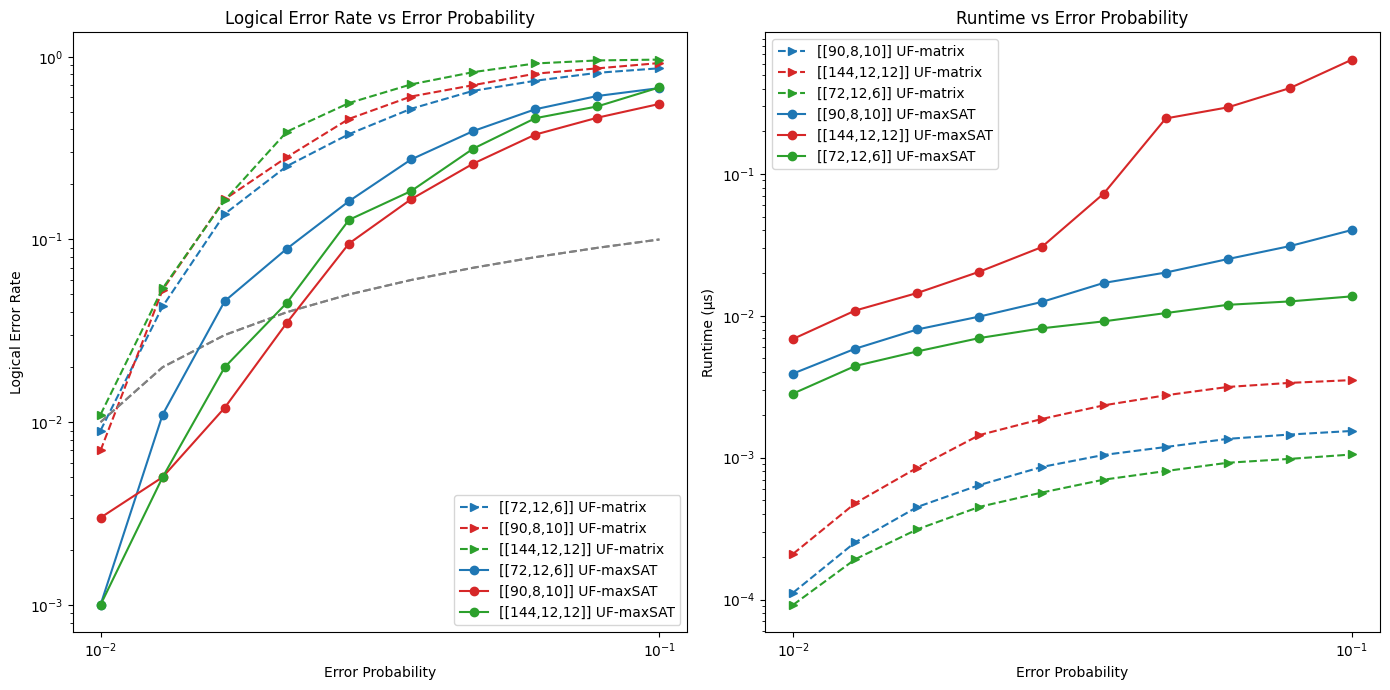 Logical Error Rate vs Error Probability
10⁰
10⁻¹
10⁻²
10⁻³
Logical Error Rate
[[72,12,6]] UF-matrix
[[90,8,10]] UF-matrix
[[144,12,12]] UF-matrix
[[72,12,6]] UF-maxSAT
[[90,8,10]] UF-maxSAT
[[144,12,12]] UF-maxSAT
10⁻²
10⁻¹
Error Probability
Runtime vs Error Probability
[[90,8,10]] UF-matrix
[[144,12,12]] UF-matrix
[[72,12,6]] UF-matrix
[[90,8,10]] UF-maxSAT
[[144,12,12]] UF-maxSAT
[[72,12,6]] UF-maxSAT
10⁻¹
10⁻²
10⁻³
10⁻⁴
Runtime (μs)
10⁻²
10⁻¹
Error Probability